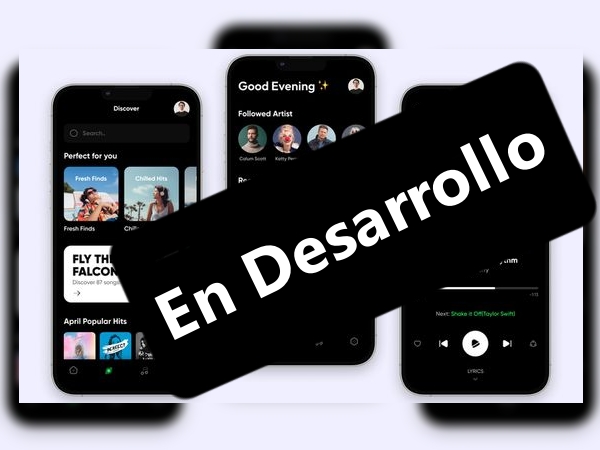 Discover
Search..
Perfect for you
Fresh Finds
Chilled Hits
Fresh Finds
FLY THE
FALCON
Discover 87 songs
April Popular Hits
Good Evening ✨
Followed Artist
Calum Scott
Katty
En Desarrollo
Next: Shake it Off(Taylor Swift)
LYRICS